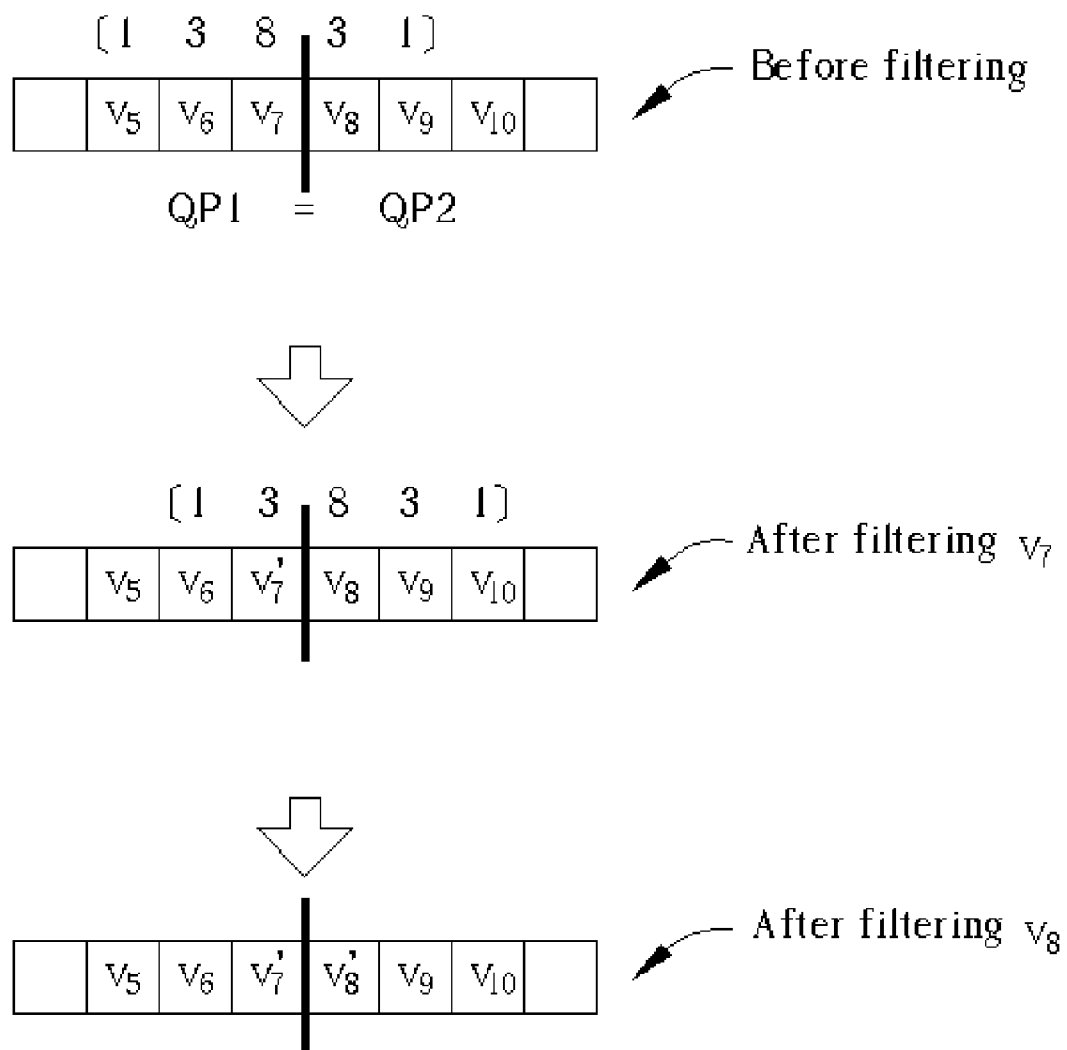 [1 3 8 3 1]
Before filtering
V5 V6 V7 V8 V9 V10
QP1 = QP2
[1 3 8 3 1]
After filtering V7
V5 V6 V7' V8 V9 V10
After filtering V8
V5 V6 V7' V8' V9 V10